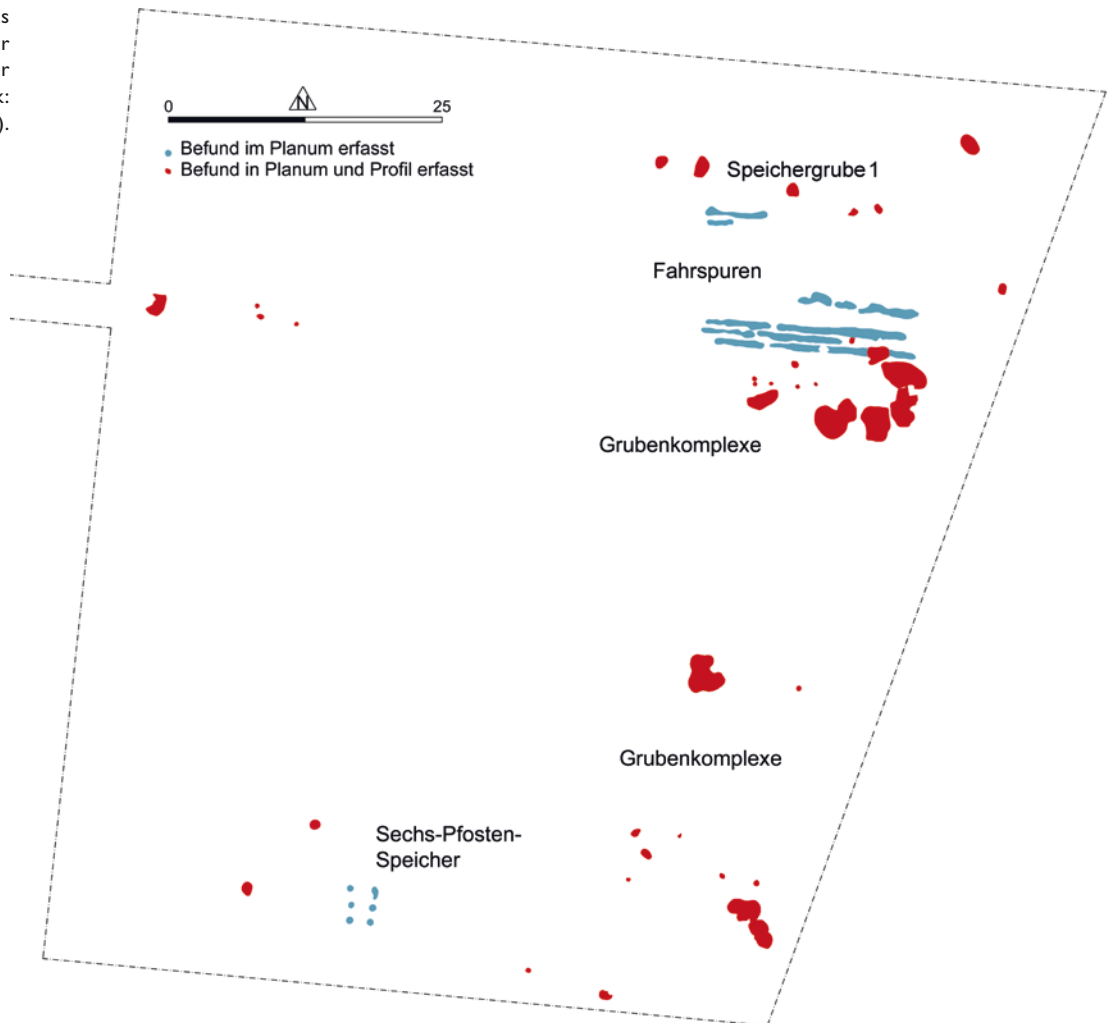 s
r
r
k:
).
N
0 25
Befund im Planum erfasst
Befund in Planum und Profil erfasst
Speichergrube 1
Fahrspuren
Grubenkomplexe
Grubenkomplexe
Sechs-Pfosten-
Speicher